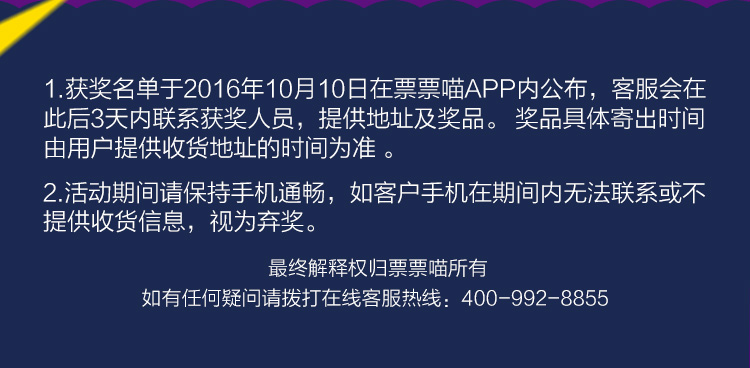 1.获奖名单于2016年10月10日在票票喵APP内公布，客服会在
此后3天内联系获奖人员，提供地址及奖品。 奖品具体寄出时间
由用户提供收货地址的时间为准 。
2.活动期间请保持手机通畅，如客户手机在期间内无法联系或不
提供收货信息，视为弃奖。
最终解释权归票票喵所有
如有任何疑问请拨打在线客服热线：400-992-8855